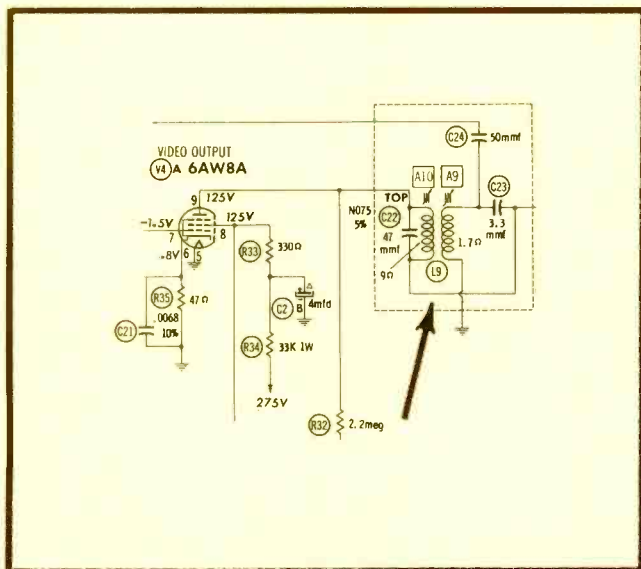 C24 50mmf
VIDEO OUTPUT
V4 A 6AW8A
A10 A9
C23
TOP
9 125V
N075
5%
C22
47
mmf
3.3
mmf
1.7Ω
9Ω
L9
-1.5V
125V
7
8
6
5
.8V
R33
330Ω
R35
47Ω
C2 B 4mfd
C21
.0068
10%
R34 33K 1W
275V
R32 2.2meg